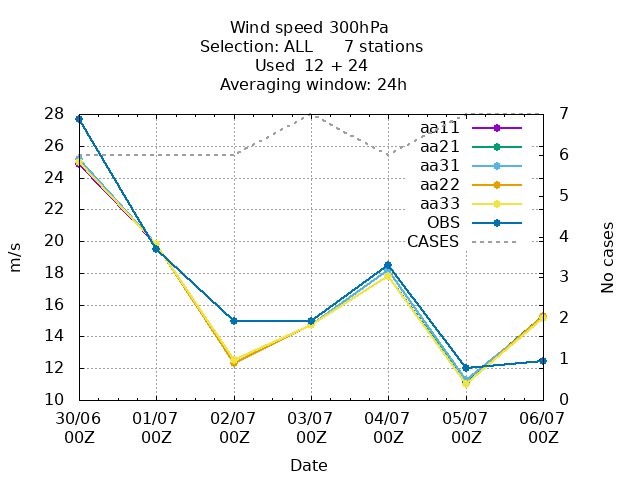 Wind speed 300hPa
Selection: ALL      7 stations
Used  12 + 24
Averaging window: 24h
28
26
24
22
20
18
16
14
12
10
m/s
7
6
5
4
3
2
1
0
No cases
aa11
aa21
aa31
aa22
aa33
OBS
CASES
30/06 01/07 02/07 03/07 04/07 05/07 06/07
00Z 00Z 00Z 00Z 00Z 00Z 00Z
Date